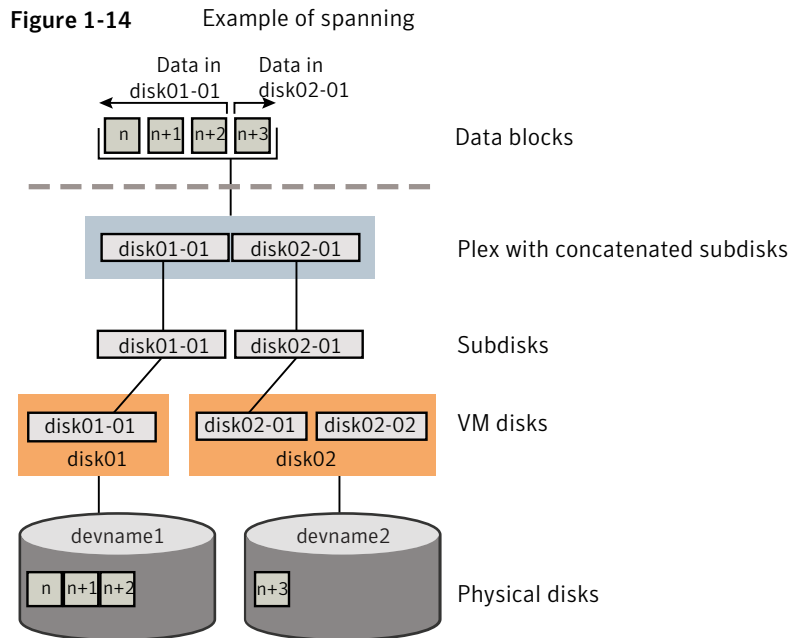 Figure 1-14 Example of spanning
Data in disk01-01
Data in disk02-01
n n+1 n+2 n+3
Data blocks
disk01-01 disk02-01
Plex with concatenated subdisks
disk01-01 disk02-01
Subdisks
disk01-01 disk02-01 disk02-02
VM disks
disk01 disk02
devname1 devname2
n n+1 n+2 n+3
Physical disks